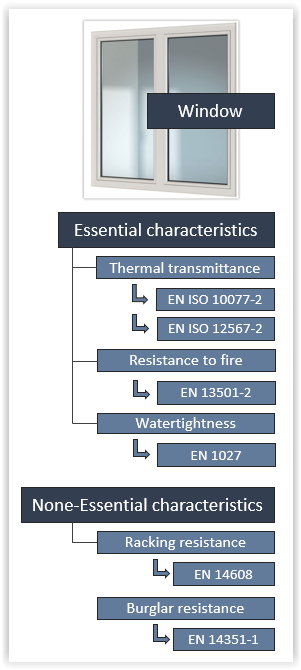 Window
Essential characteristics
Thermal transmittance
EN ISO 10077-2
EN ISO 12567-2
Resistance to fire
EN 13501-2
Watertightness
EN 1027
None-Essential characteristics
Racking resistance
EN 14608
Burglar resistance
EN 14351-1